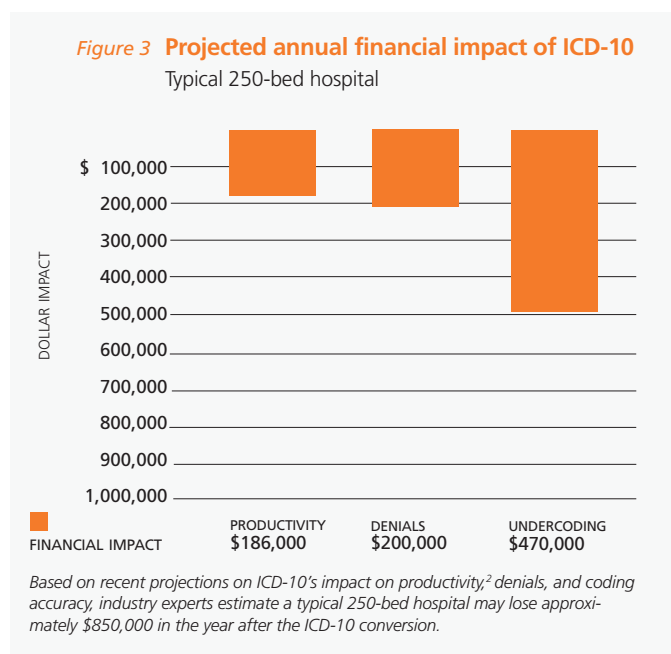 Figure 3 Projected annual financial impact of ICD-10
Typical 250-bed hospital
$ 100,000
200,000
300,000
400,000
500,000
600,000
700,000
800,000
900,000
1,000,000
DOLLAR IMPACT
PRODUCTIVITY DENIALS UNDERCODING
FINANCIAL IMPACT $186,000 $200,000 $470,000
Based on recent projections on ICD-10's impact on productivity,² denials, and coding
accuracy, industry experts estimate a typical 250-bed hospital may lose approxi-
mately $850,000 in the year after the ICD-10 conversion.